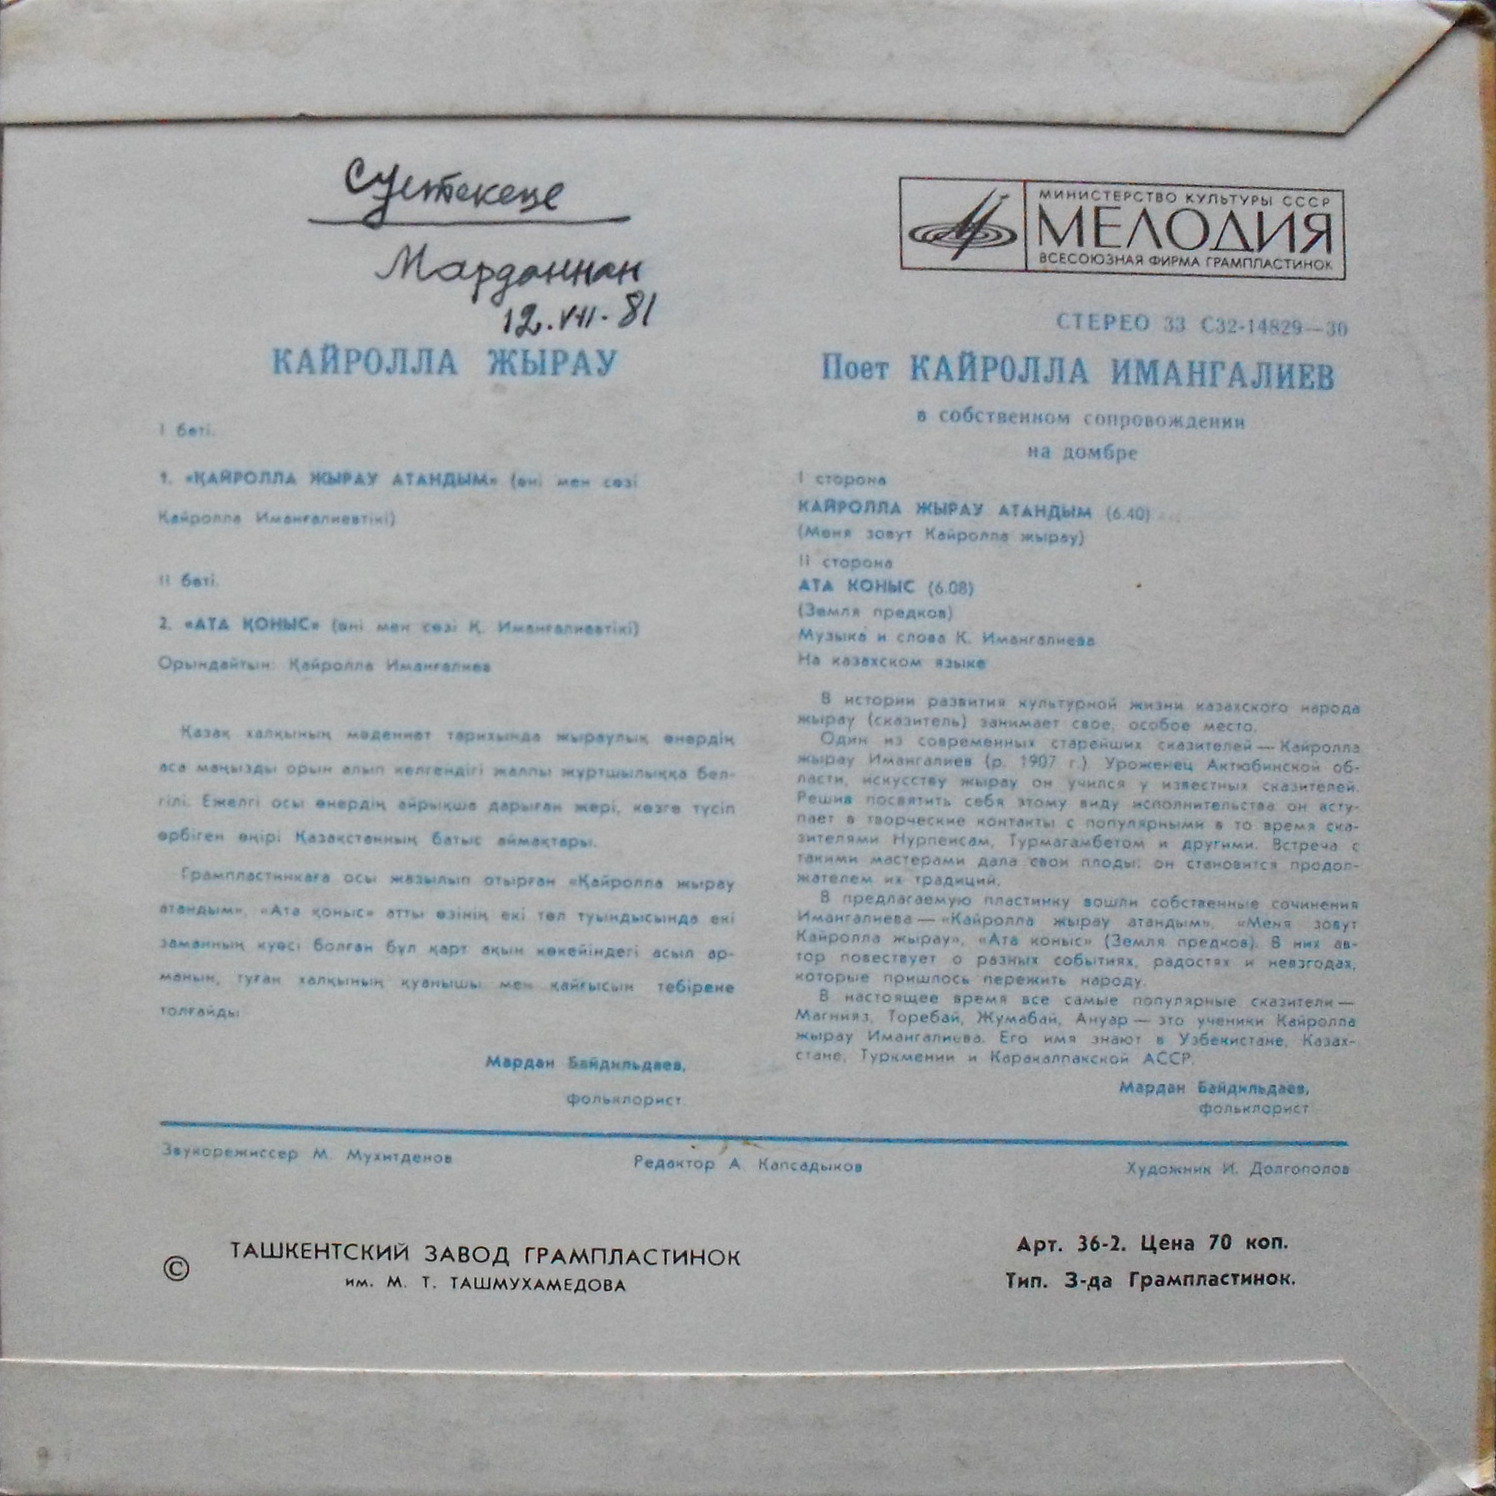 Мардannан
12.VII.81
МИНИСТЕРСТВО КУЛЬТУРЫ СССР
МЕЛОДИЯ
ВСЕСОЮЗНАЯ ФИРМА ГРАМПЛАСТИНОК
КАЙРОЛЛА ЖЫРАУ
I беті.
1. «ҚАЙРОЛЛА ЖЫРАУ АТАНДЫМ» (әні мен сөзі
Қайролла Иманғалиевтікі)
II беті.
2. «АТА ҚОНЫС» (әні мен сөзі Қ. Иманғалиевтікі)
Орындайтын: Қайролла Иманғалиев
Қазақ халқының мәдениет тарихында жыраулық өнердің
аса маңызды орын алып келгендігі жалпы жұртшылыққа бел-
гілі. Ежелгі осы өнердің айрықша дарыған жері, көзге түсіп
өрбіген өңірі Қазақстанның батыс аймақтары.
Грампластинкаға осы жазылып отырған «Қайролла жырау
атандым», «Ата қоныс» атты өзінің екі төл туындысында екі
заманның куәсі болған бұл қарт ақын көкейіндегі асыл ар-
манын, туған халқының қуанышы мен қайғысын тебірене
толғайды.
Мардан Байдильдаев,
фольклорист
СТЕРЕО 33 С32-14829—30
Поет КАЙРОЛЛА ИМАНГАЛИЕВ
в собственном сопровождении
на домбре
I сторона
КАЙРОЛЛА ЖЫРАУ АТАНДЫМ (6.40)
(Меня зовут Кайролла жырау)
II сторона
АТА КОНЫС (6.08)
(Земля предков)
Музыка и слова К. Имангалиева
На казахском языке
В истории развития культурной жизни казахского народа
жырау (сказитель) занимает свое, особое место.
Один из современных старейших сказителей — Кайролла
жырау Имангалиев (р. 1907 г.). Уроженец Актюбинской об-
ласти, искусству жырау он учился у известных сказителей.
Решив посвятить себя этому виду исполнительства он всту-
пает в творческие контакты с популярными в то время ска-
зителями Нурпеисам, Турмагамбетом и другими. Встреча с
такими мастерами дала свои плоды: он становится продол-
жателем их традиций.
В предлагаемую пластинку вошли собственные сочинения
Имангалиева — «Кайролла жырау атандым», «Меня зовут
Кайролла жырау», «Ата коныс» (Земля предков). В них ав-
тор повествует о разных событиях, радостях и невзгодах,
которые пришлось пережить народу.
В настоящее время все самые популярные сказители —
Магнияз, Торебай, Жумабай, Ануар — это ученики Кайролла
жырау Имангалиева. Его имя знают в Узбекистане, Казах-
стане, Туркмении и Каракалпакской АССР.
Мардан Байдильдаев,
фольклорист
Звукорежиссер М. Мухитденов
Редактор А. Капсадыков
Художник И. Долгополов
© ТАШКЕНТСКИЙ ЗАВОД ГРАМПЛАСТИНОК
им. М. Т. ТАШМУХАМЕДОВА
Арт. 36-2. Цена 70 коп.
Тип. З-да Грампластинок.